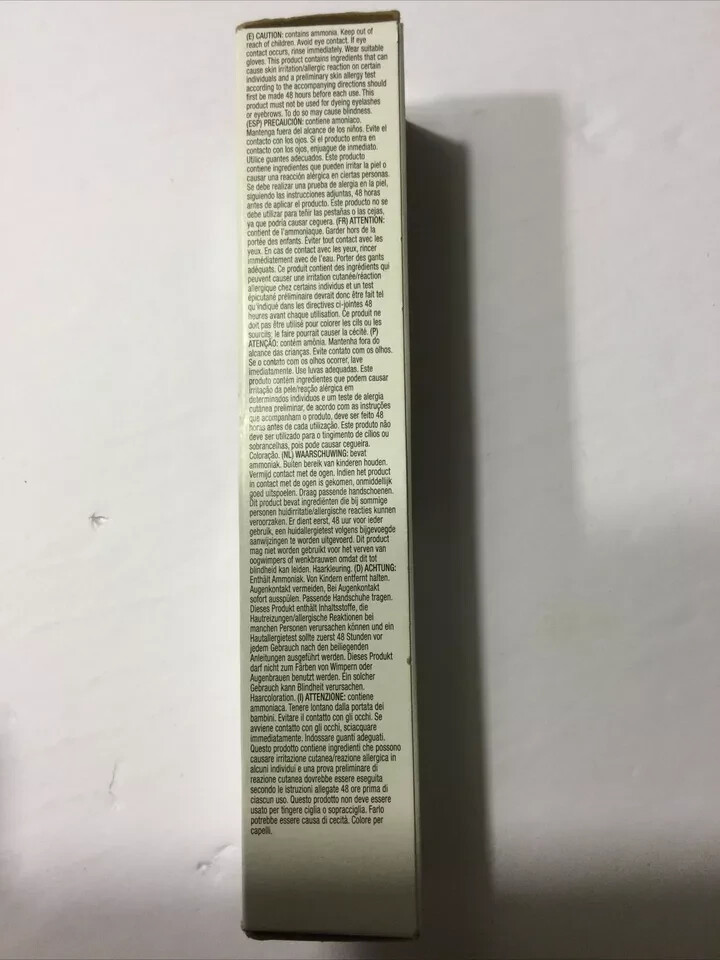 (E) CAUTION: contains ammonia. Keep out of
reach of children. Avoid eye contact. If eye
contact occurs, rinse immediately. Wear suitable
gloves. This product contains ingredients that can
cause skin irritation/allergic reaction on certain
individuals and a preliminary skin allergy test
according to the accompanying directions should
first be made 48 hours before each use. This
product must not be used for dyeing eyelashes
or eyebrows. To do so may cause blindness.
(ESP) PRECAUCIÓN: contiene amoníaco.
Mantenga fuera del alcance de los niños. Evite el
contacto con los ojos. Si el producto entra en
contacto con los ojos, enjuague de inmediato.
Utilice guantes adecuados. Este producto
contiene ingredientes que pueden irritar la piel o
causar una reacción alérgica en ciertas personas.
Se debe realizar una prueba de alergia en la piel,
siguiendo las instrucciones adjuntas, 48 horas
antes de aplicar el producto. Este producto no se
debe utilizar para teñir las pestañas o las cejas,
ya que podría causar ceguera. (FR) ATTENTION:
contient de l'ammoniaque. Garder hors de la
portée des enfants. Éviter tout contact avec les
yeux. En cas de contact avec les yeux, rincer
immédiatement avec de l'eau. Porter des gants
adéquats. Ce produit contient des ingrédients qui
peuvent causer une irritation cutanée/réaction
allergique chez certains individus et un test
épicutané préliminaire devrait donc être fait tel
qu'indiqué dans les directives ci-jointes 48
heures avant chaque utilisation. Ce produit ne
doit pas être utilisé pour colorer les cils ou les
sourcils; le faire pourrait causer la cécité. (P)
ATENÇÃO: contém amônia. Mantenha fora do
alcance das crianças. Evite contato com os olhos.
Se o contato com os olhos ocorrer, lave
imediatamente. Use luvas adequadas. Este
produto contém ingredientes que podem causar
irritação da pele/reação alérgica em
determinados indivíduos e um teste de alergia
cutânea preliminar, de acordo com as instruções
que acompanham o produto, deve ser feito 48
horas antes de cada utilização. Este produto não
deve ser utilizado para o tingimento de cílios ou
sobrancelhas, pois pode causar cegueira.
Coloração. (NL) WAARSCHUWING: bevat
ammoniak. Buiten bereik van kinderen houden.
Vermijd contact met de ogen. Indien het product
in contact met de ogen is gekomen, onmiddellijk
goed uitspoelen. Draag passende handschoenen.
Dit product bevat ingrediënten die bij sommige
personen huidirritatie/allergische reacties kunnen
veroorzaken. Er dient eerst, 48 uur voor ieder
gebruik, een huidallergietest volgens bijgevoegde
aanwijzingen te worden uitgevoerd. Dit product
mag niet worden gebruikt voor het verven van
oogwimpers of wenkbrauwen omdat dit tot
blindheid kan leiden. Haarkleuring. (D) ACHTUNG:
Enthält Ammoniak. Von Kindern entfernt halten.
Augenkontakt vermeiden, Bei Augenkontakt
sofort ausspülen. Passende Handschuhe tragen.
Dieses Produkt enthält Inhaltsstoffe, die
Hautreizungen/allergische Reaktionen bei
manchen Personen verursachen können und ein
Hautallergietest sollte zuerst 48 Stunden vor
jedem Gebrauch nach den beiliegenden
Anleitungen ausgeführt werden. Dieses Produkt
darf nicht zum Färben von Wimpern oder
Augenbrauen benutzt werden. Ein solcher
Gebrauch kann Blindheit verursachen.
Haarcoloration. (I) ATTENZIONE: contiene
ammoniaca. Tenere lontano dalla portata dei
bambini. Evitare il contatto con gli occhi. Se
avviene contatto con gli occhi, sciacquare
immediatamente. Indossare guanti adeguati.
Questo prodotto contiene ingredienti che possono
causare irritazione cutanea/reazione allergica in
alcuni individui e una prova preliminare di
reazione cutanea dovrebbe essere eseguita
secondo le istruzioni allegate 48 ore prima di
ciascun uso. Questo prodotto non deve essere
usato per tingere ciglia o sopracciglia. Farlo
potrebbe essere causa di cecità. Colore per
capelli.